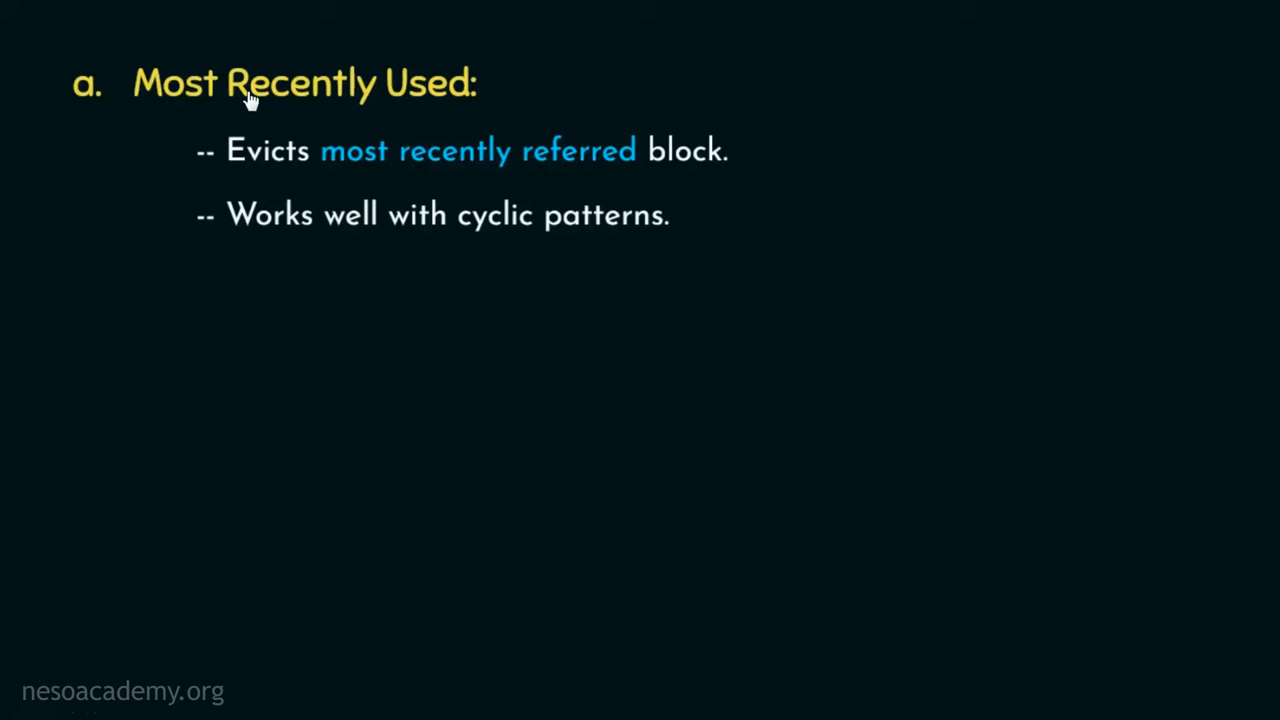 a. Most Recently Used:
-- Evicts most recently referred block.
-- Works well with cyclic patterns.
nesoacademy.org